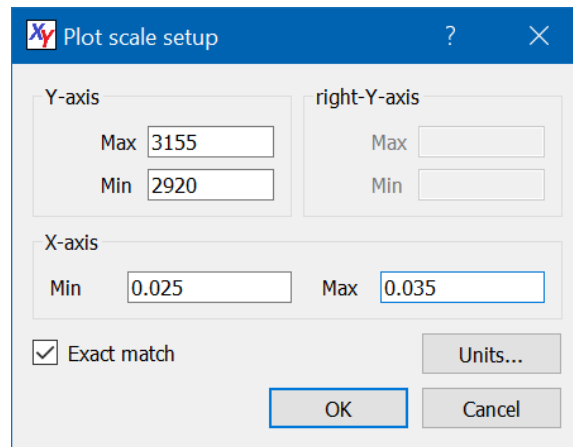 XY Plot scale setup ?
Y-axis
Max 3155
Min 2920
right-Y-axis
Max
Min
X-axis
Min 0.025 Max 0.035
Exact match
Units...
OK Cancel